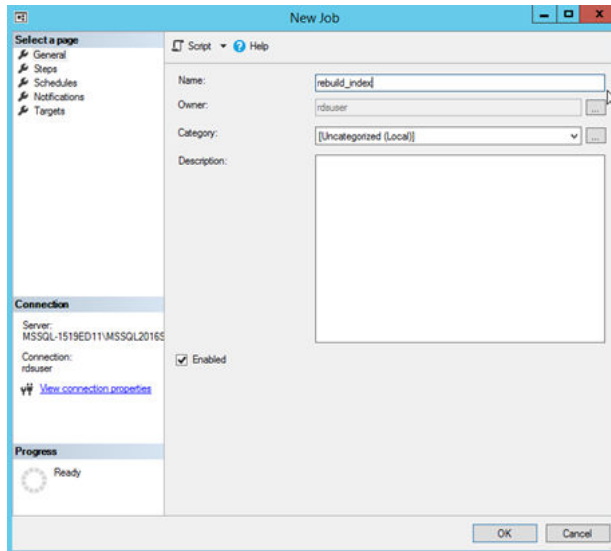 New Job
Select a page
General
Steps
Schedules
Notifications
Targets
Script
Help
Name:
rebuild_index
Owner:
rdsuser
...
Category:
[Uncategorized (Local)]
...
Description:
Enabled
Connection
Server:
MSSQL-1519ED11\MSSQL2016S
Connection:
rdsuser
View connection properties
Progress
Ready
OK
Cancel